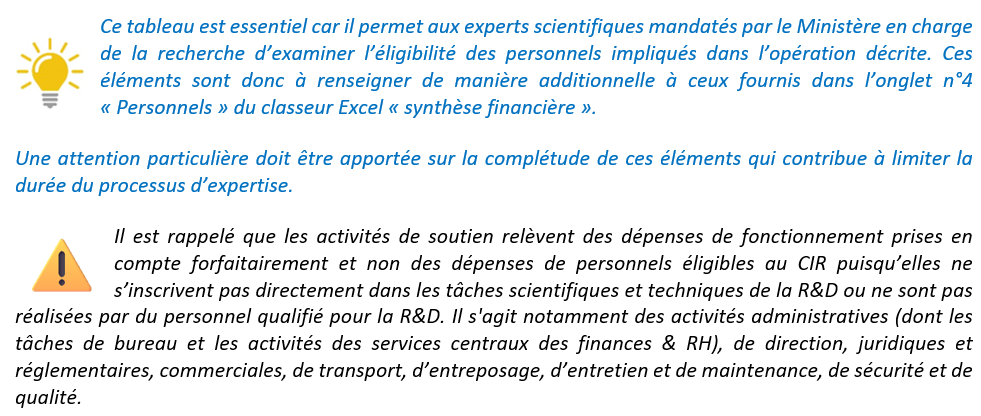 Ce tableau est essentiel car il permet aux experts scientifiques mandatés par le Ministère en charge
de la recherche d’examiner l’éligibilité des personnels impliqués dans l’opération décrite. Ces
éléments sont donc à renseigner de manière additionnelle à ceux fournis dans l’onglet n°4
« Personnels » du classeur Excel « synthèse financière ».
Une attention particulière doit être apportée sur la complétude de ces éléments qui contribue à limiter la
durée du processus d’expertise.
Il est rappelé que les activités de soutien relèvent des dépenses de fonctionnement prises en
compte forfaitairement et non des dépenses de personnels éligibles au CIR puisqu’elles ne
s’inscrivent pas directement dans les tâches scientifiques et techniques de la R&D ou ne sont pas
réalisées par du personnel qualifié pour la R&D. Il s'agit notamment des activités administratives (dont les
tâches de bureau et les activités des services centraux des finances & RH), de direction, juridiques et
réglementaires, commerciales, de transport, d’entreposage, d’entretien et de maintenance, de sécurité et de
qualité.